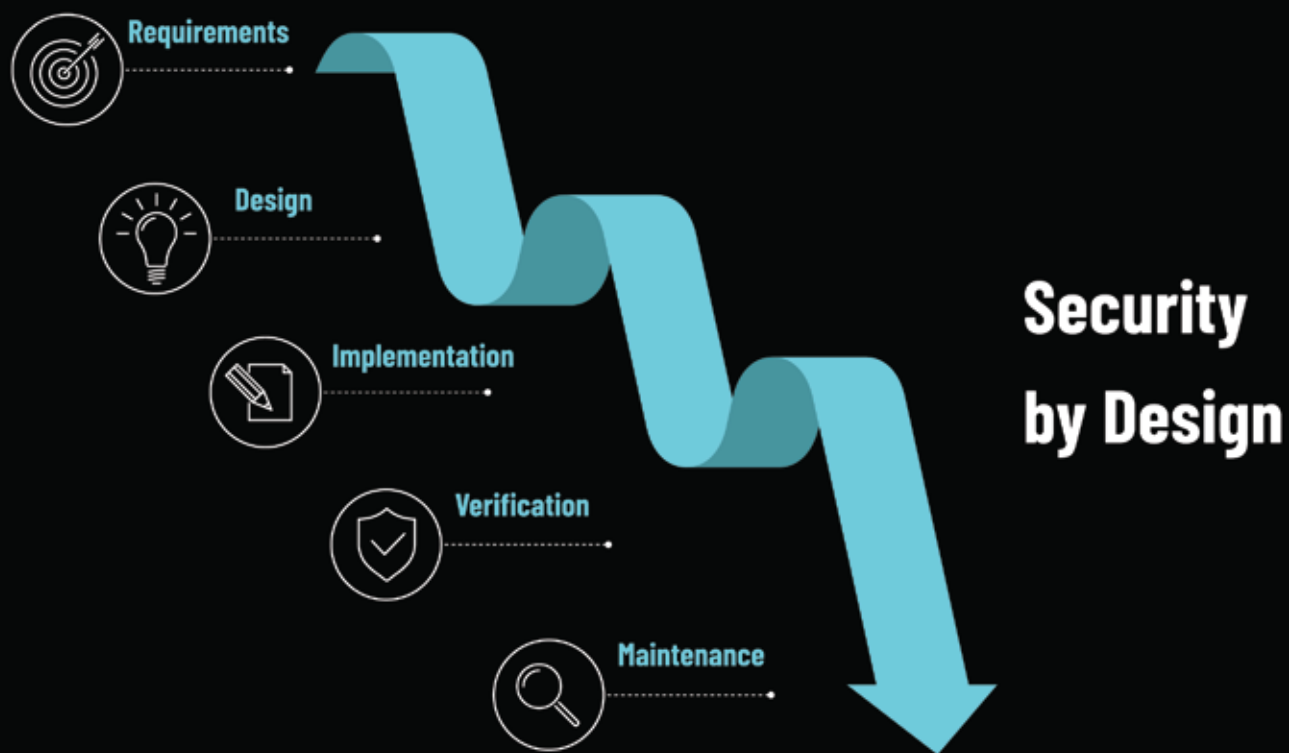 Requirements
Design
Implementation
Verification
Maintenance
Security
by Design